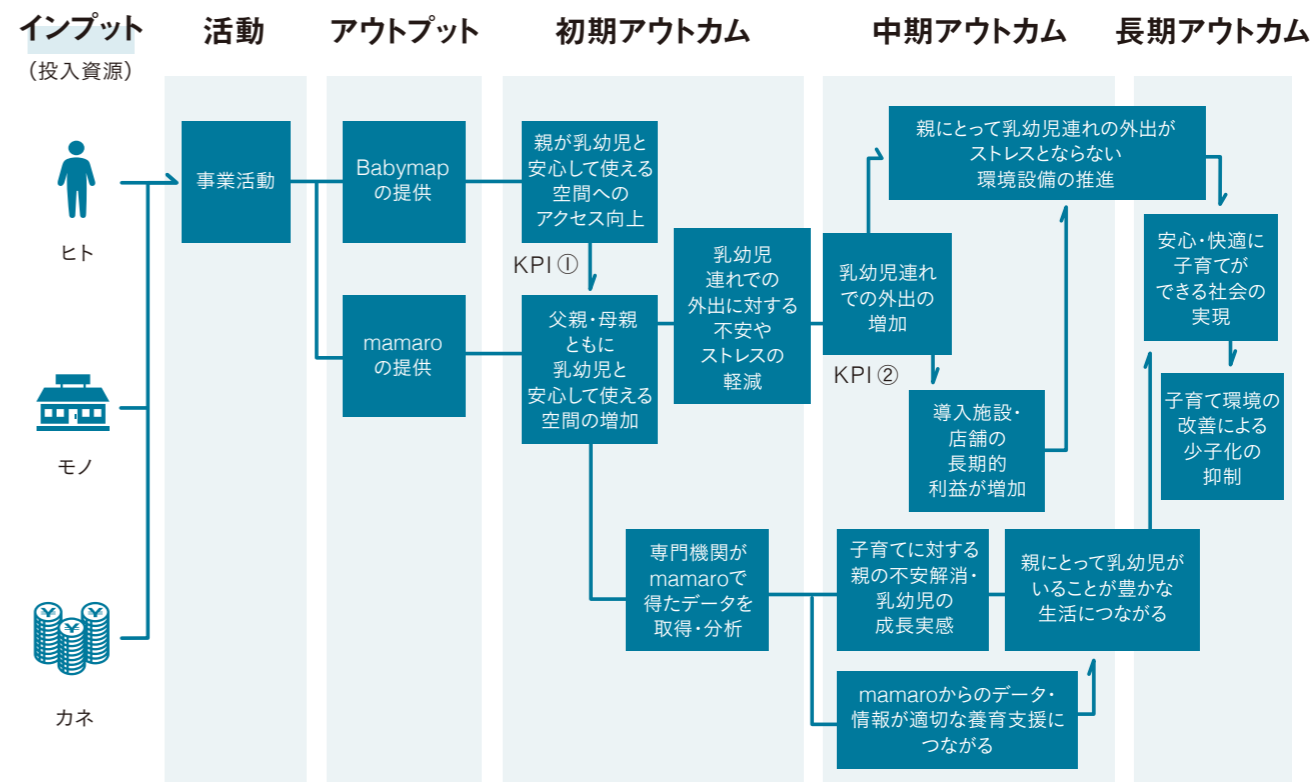 インプット
(投入資源)
活動
アウトプット
初期アウトカム
中期アウトカム
長期アウトカム
ヒト
モノ
カネ
事業活動
Babymap
の提供
mamaro
の提供
親が乳幼児と
安心して使える
空間への
アクセス向上
KPI①
父親・母親
ともに
乳幼児と
安心して使える
空間の増加
乳幼児
連れでの
外出に対する
不安や
ストレスの
軽減
専門機関が
mamaroで
得たデータを
取得・分析
親にとって乳幼児連れの外出が
ストレスとならない
環境設備の推進
乳幼児連れ
での外出の
増加
KPI②
導入施設・
店舗の
長期的
利益が増加
子育てに対する
親の不安解消・
乳幼児の
成長実感
親にとって乳幼児が
いることが豊かな
生活につながる
mamaroからのデータ・
情報が適切な養育支援に
つながる
安心・快適に
子育てが
できる社会の
実現
子育て環境の
改善による
少子化の
抑制